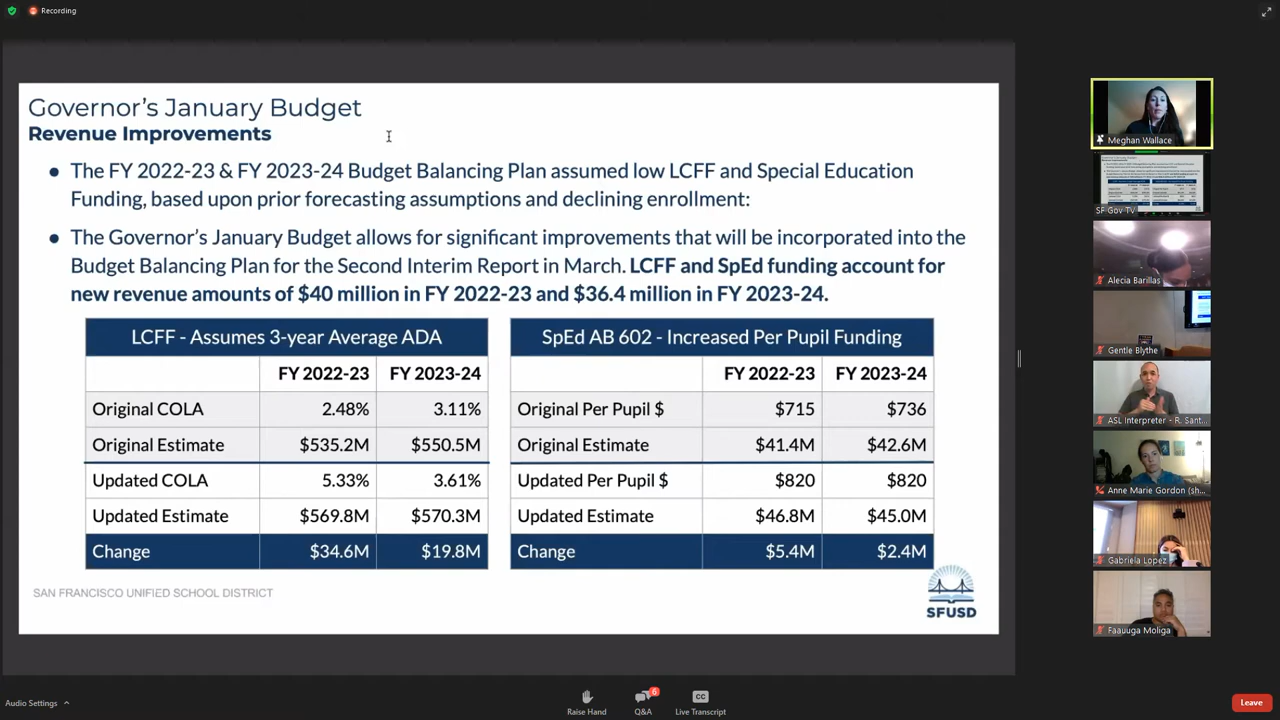 Recording
Governor's January Budget
Revenue Improvements
• The FY 2022-23 & FY 2023-24 Budget Balancing Plan assumed low LCFF and Special Education
Funding, based upon prior forecasting assumptions and declining enrollment:
• The Governor's January Budget allows for significant improvements that will be incorporated into the
Budget Balancing Plan for the Second Interim Report in March. LCFF and SpEd funding account for
new revenue amounts of $40 million in FY 2022-23 and $36.4 million in FY 2023-24.
LCFF - Assumes 3-year Average ADA
FY 2022-23 FY 2023-24
Original COLA 2.48% 3.11%
Original Estimate $535.2M $550.5M
Updated COLA 5.33% 3.61%
Updated Estimate $569.8M $570.3M
Change $34.6M $19.8M
SpEd AB 602 - Increased Per Pupil Funding
FY 2022-23 FY 2023-24
Original Per Pupil $ $715 $736
Original Estimate $41.4M $42.6M
Updated Per Pupil $ $820 $820
Updated Estimate $46.8M $45.0M
Change $5.4M $2.4M
SAN FRANCISCO UNIFIED SCHOOL DISTRICT
SFUSD
Meghan Wallace
SF Gov Tv
Alecia Barillas
Gentle Blythe
ASL Interpreter - R. Sant...
Anne Marie Gordon (sh...
Gabriela Lopez
Faauuga Moliga
Audio Settings
Raise Hand
6
Q&A
CC
Live Transcript
Leave